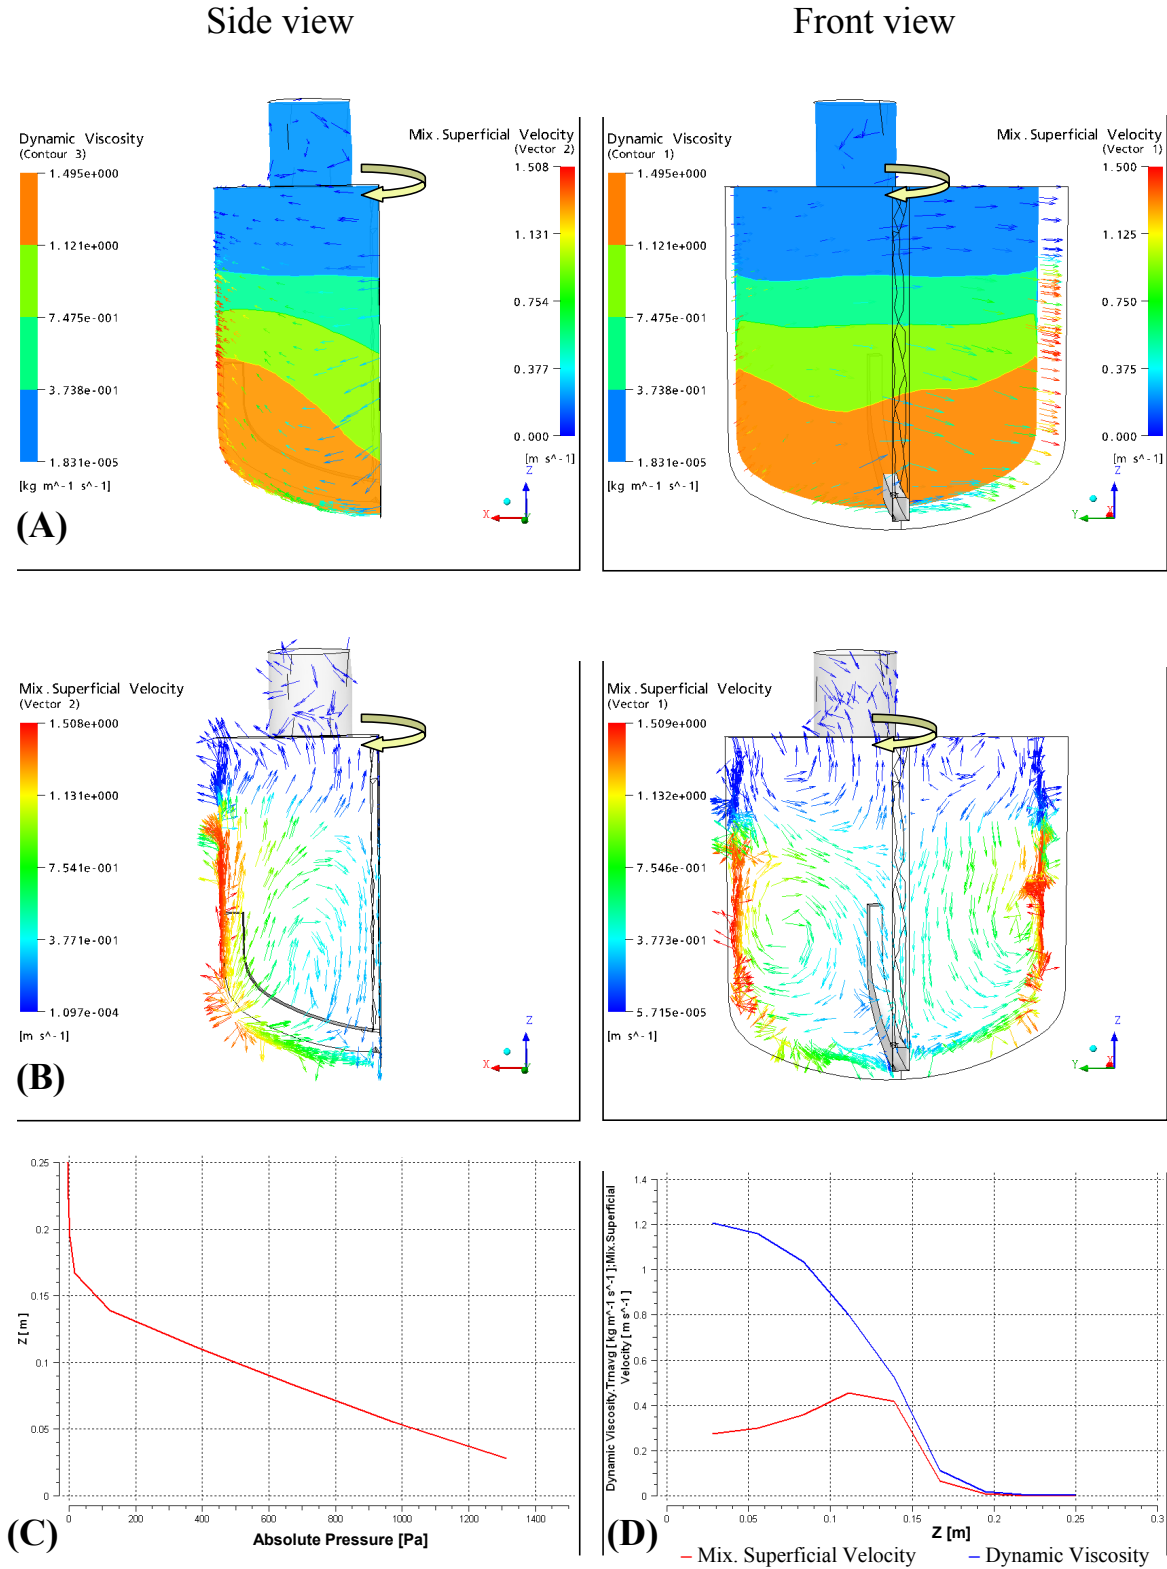 Side view
Front view
Dynamic Viscosity
(Contour 3)
1.495e+000
1.121e+000
7.475e-001
3.738e-001
1.831e-005
[kg m^-1 s^-1]
Mix.Superficial Velocity
(Vector 2)
1.508
1.131
0.754
0.377
0.000
[m s^-1]
Z
X
Y
(A)
Dynamic Viscosity
(Contour 1)
1.495e+000
1.121e+000
7.475e-001
3.738e-001
1.831e-005
[kg m^-1 s^-1]
Mix.Superficial Velocity
(Vector 1)
1.500
1.125
0.750
0.375
0.000
[m s^-1]
Z
Y
X
Mix.Superficial Velocity
(Vector 2)
1.508e+000
1.131e+000
7.541e-001
3.771e-001
1.097e-004
[m s^-1]
Z
X
(B)
Mix.Superficial Velocity
(Vector 1)
1.509e+000
1.132e+000
7.546e-001
3.773e-001
5.715e-005
[m s^-1]
Z
Y
X
0.25
0.2
0.15
0.1
0.05
0
Z [ m ]
0 200 400 600 800 1000 1200 1400
Absolute Pressure [Pa]
(C)
1.4
1.2
1
0.8
0.6
0.4
0.2
0
Dynamic Viscosity.Trnavg [ kg m^-1 s^-1 ];Mix.Superficial
Velocity [ m s^-1 ]
0 0.05 0.1 0.15 0.2 0.25 0.3
Z [m]
(D)
Mix. Superficial Velocity
Dynamic Viscosity